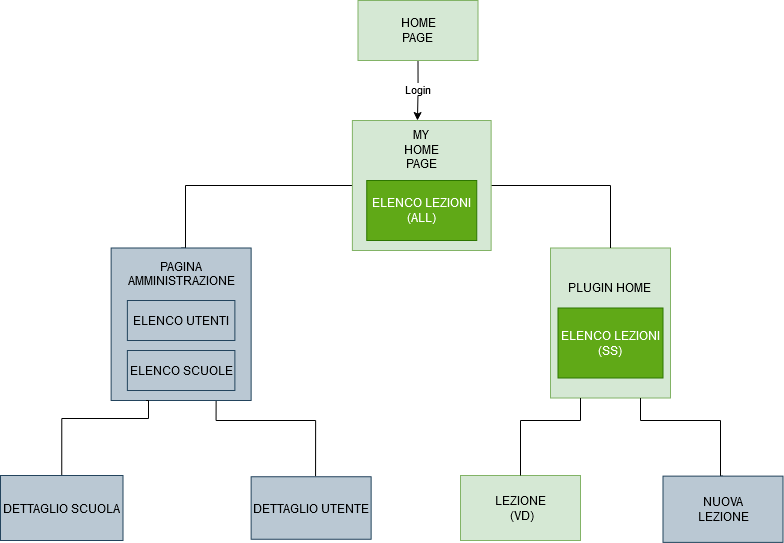 HOME
PAGE
Login
MY
HOME
PAGE
ELENCO LEZIONI
(ALL)
PAGINA
AMMINISTRAZIONE
ELENCO UTENTI
ELENCO SCUOLE
PLUGIN HOME
ELENCO LEZIONI
(SS)
DETTAGLIO SCUOLA
DETTAGLIO UTENTE
LEZIONE
(VD)
NUOVA
LEZIONE